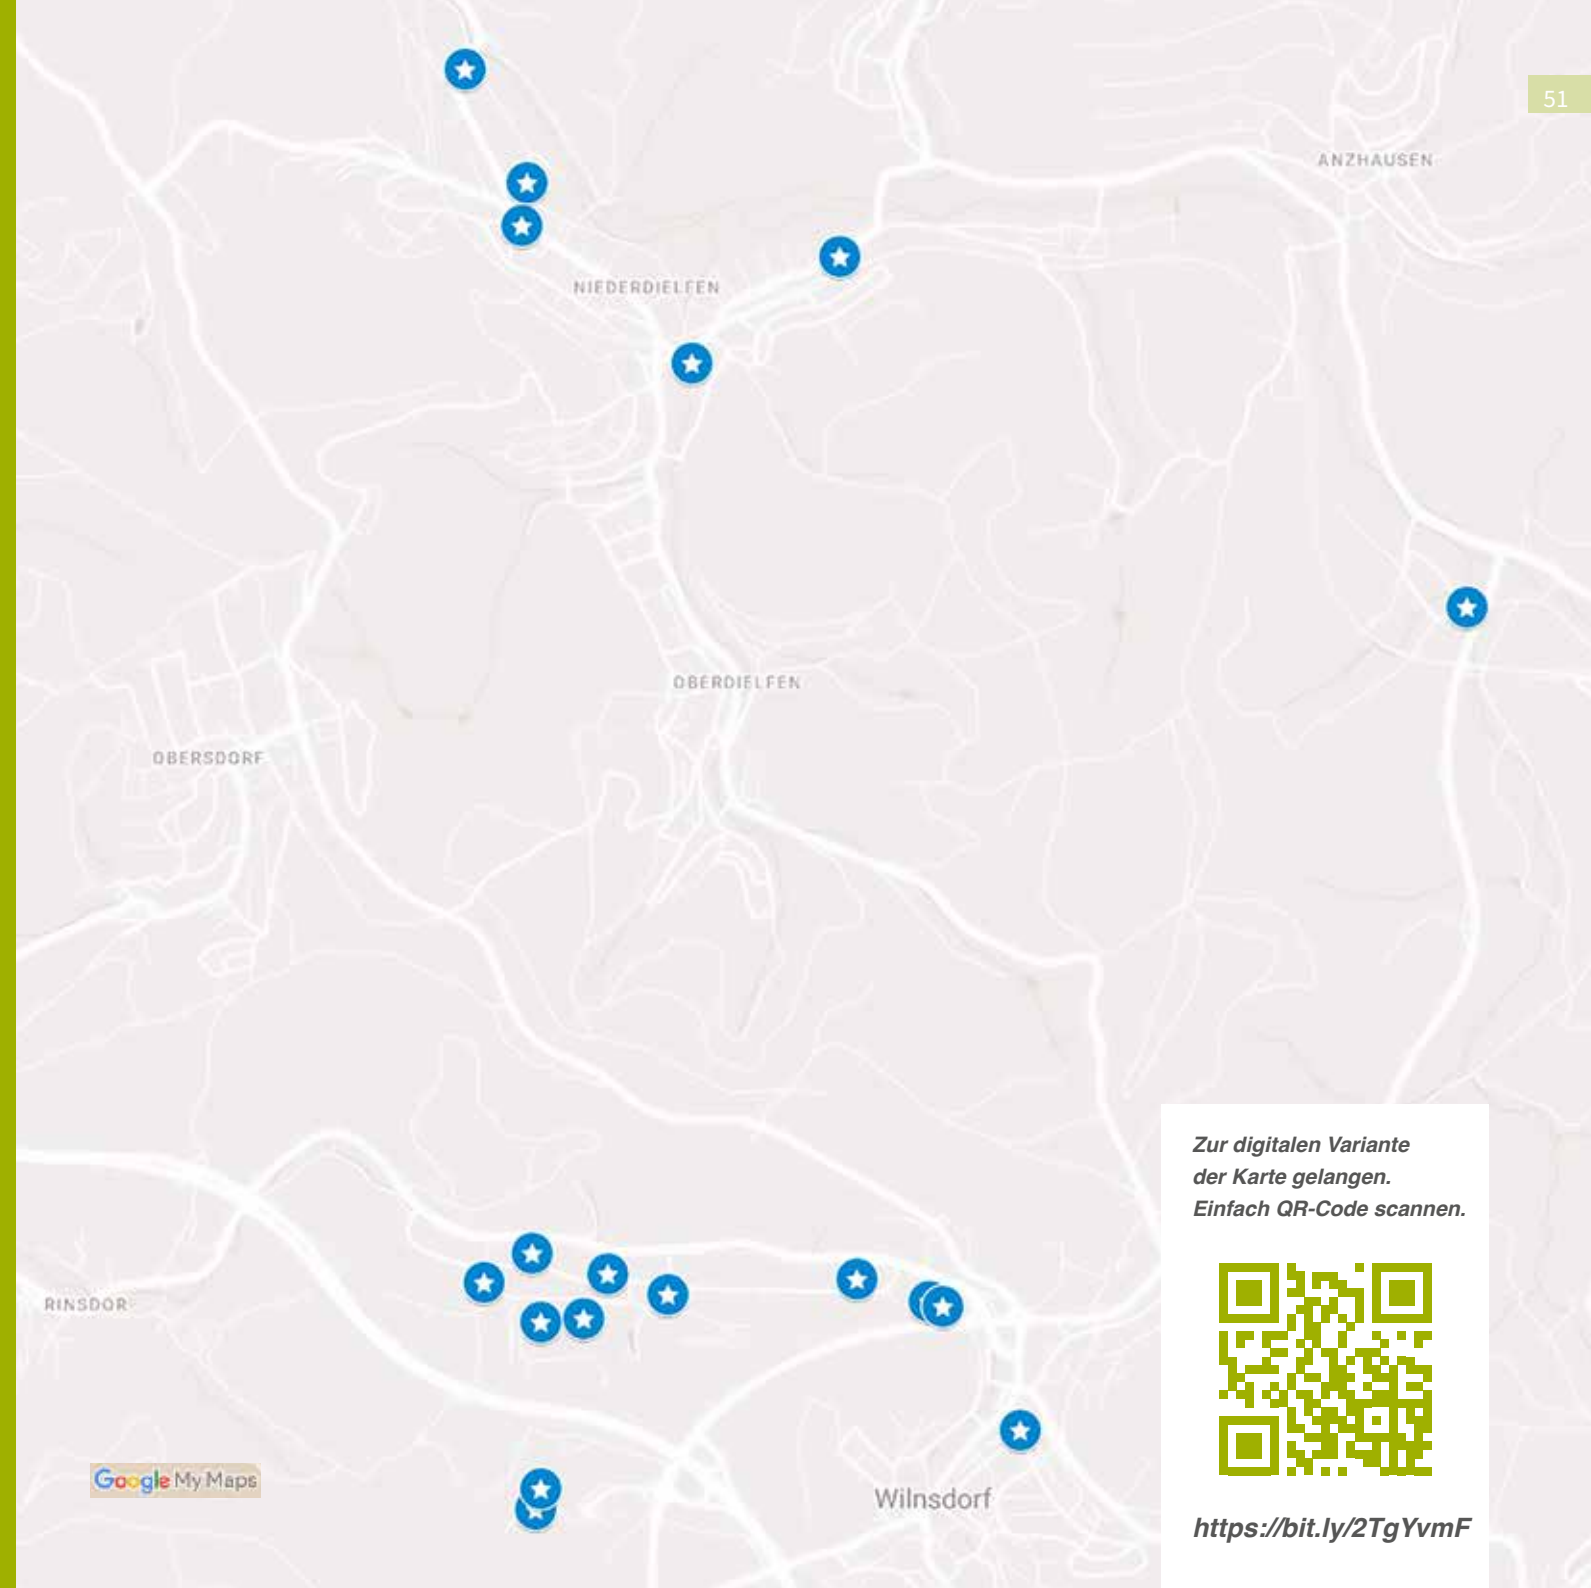 51
ANZHAUSEN
NIEDERDIELFEN
OBERDIELFEN
OBERSDORF
Zur digitalen Variante
der Karte gelangen.
Einfach QR-Code scannen.
RINSDOR
Google My Maps
Wilnsdorf
https://bit.ly/2TgYvmF